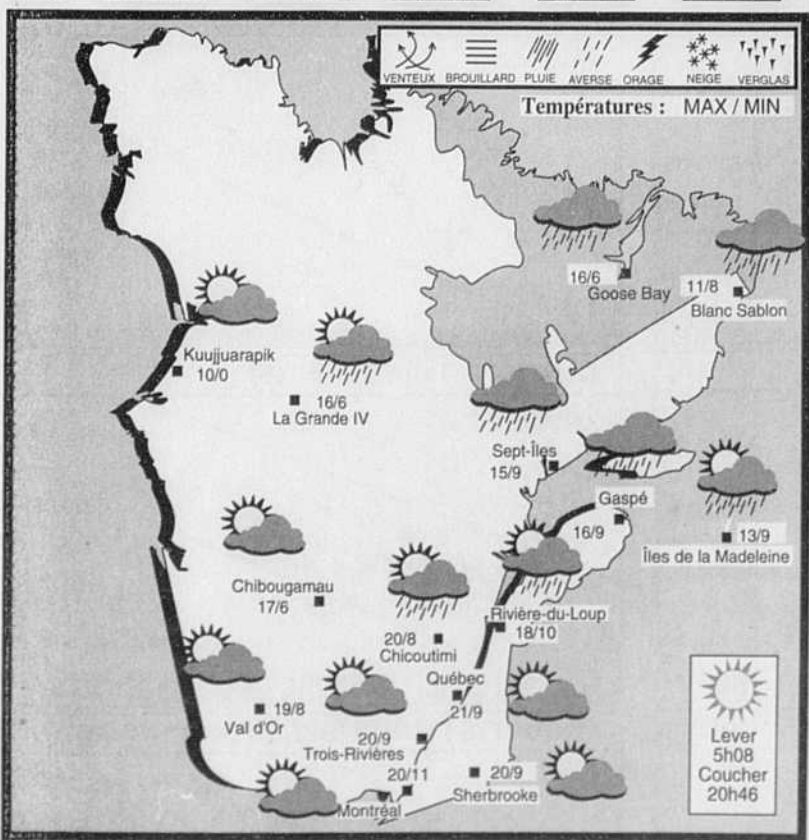 VENTEUX BROUILLARD PLUIE AVERSE ORAGE NEIGE VERGLAS
Températures : MAX / MIN
16/6
Goose Bay
11/8
Blanc Sablon
Kuujjuarapik
10/0
16/6
La Grande IV
Sept-Îles
15/9
Gaspé
16/9
13/9
Îles de la Madeleine
Chibougamau
17/6
Rivière-du-Loup
18/10
20/8
Chicoutimi
Québec
21/9
19/8
Val d'Or
20/9
Trois-Rivières
20/11
Montréal
20/9
Sherbrooke
Lever
5h08
Coucher
20h46